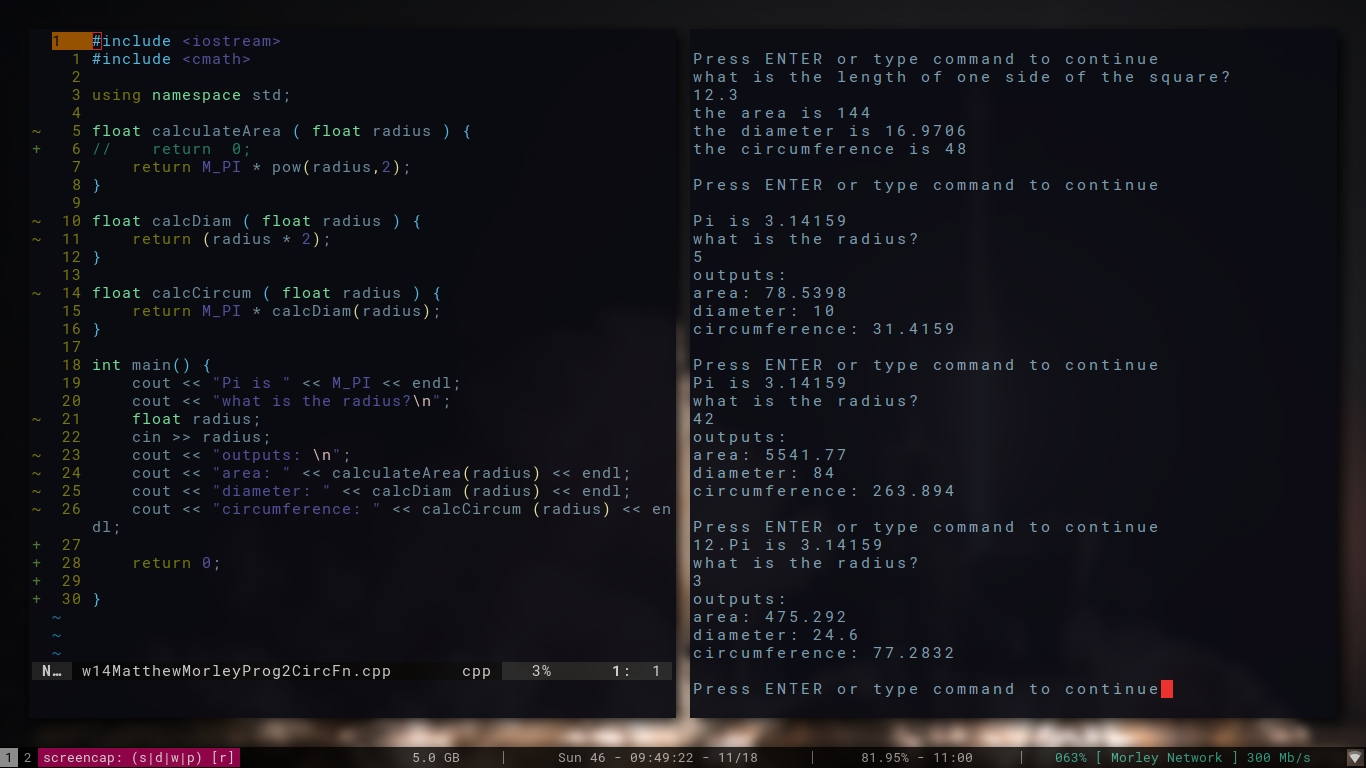 1 #include <iostream>
1 #include <cmath>
2
3 using namespace std;
4
~ 5 float calculateArea ( float radius ) {
+ 6 //    return  0;
7     return M_PI * pow(radius,2);
8 }
9
~ 10 float calcDiam ( float radius ) {
~ 11     return (radius * 2);
12 }
13
~ 14 float calcCircum ( float radius ) {
15     return M_PI * calcDiam(radius);
16 }
17
18 int main() {
19     cout << "Pi is " << M_PI << endl;
20     cout << "what is the radius?\n";
~ 21     float radius;
22     cin >> radius;
~ 23     cout << "outputs: \n";
~ 24     cout << "area: " << calculateArea(radius) << endl;
~ 25     cout << "diameter: " << calcDiam (radius) << endl;
~ 26     cout << "circumference: " << calcCircum (radius) << en
dl;
+ 27
+ 28     return 0;
+ 29
+ 30 }
~
~
~
N… w14MatthewMorleyProg2CircFn.cpp cpp 3% 1: 1
Press ENTER or type command to continue
what is the length of one side of the square?
12.3
the area is 144
the diameter is 16.9706
the circumference is 48
Press ENTER or type command to continue
Pi is 3.14159
what is the radius?
5
outputs:
area: 78.5398
diameter: 10
circumference: 31.4159
Press ENTER or type command to continue
Pi is 3.14159
what is the radius?
42
outputs:
area: 5541.77
diameter: 84
circumference: 263.894
Press ENTER or type command to continue
12.Pi is 3.14159
what is the radius?
3
outputs:
area: 475.292
diameter: 24.6
circumference: 77.2832
Press ENTER or type command to continue
1 2 screencap: (s|d|w|p) [r] 5.0 GB | Sun 46 - 09:49:22 - 11/18 | 81.95% - 11:00 | 063% [ Morley Network ] 300 Mb/s